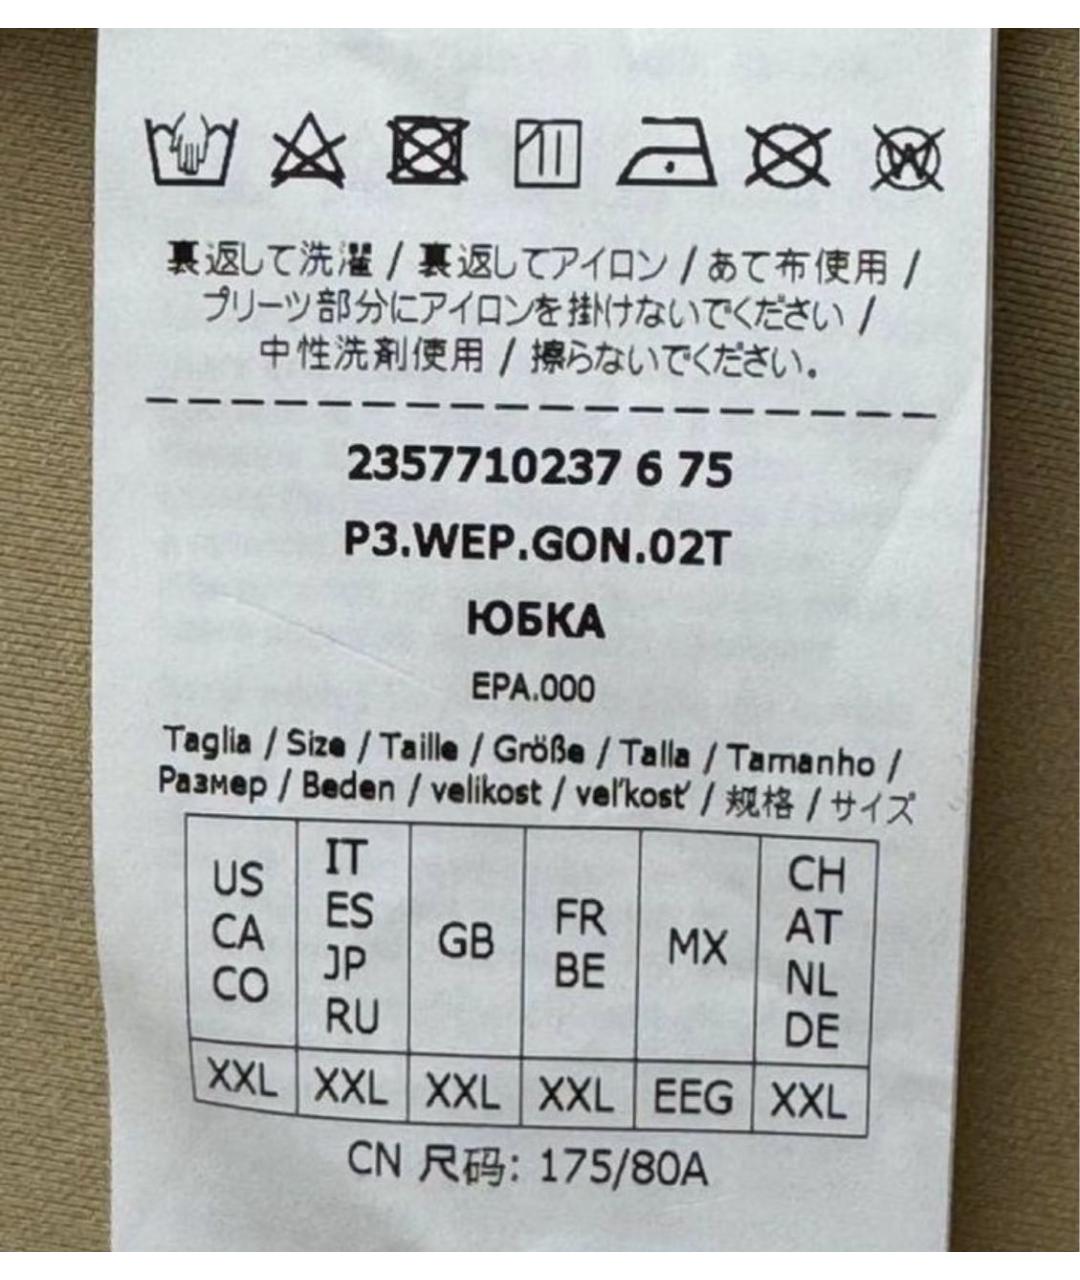 裏返して洗濯 / 裏返してアイロン / あて布使用 /
プリーツ部分にアイロンを掛けないでください /
中性洗剤使用 / 擦らないでください。
2357710237 6 75
P3.WEP.GON.02T
ЮБКА
EPA.000
Taglia / Size / Taille / Größe / Talla / Tamanho /
Размер / Beden / velikost / veľkosť / 规格 / サイズ
US CA CO
IT ES JP RU
GB
FR BE
MX
CH AT NL DE
XXL XXL XXL XXL EEG XXL
CN 尺码: 175/80A